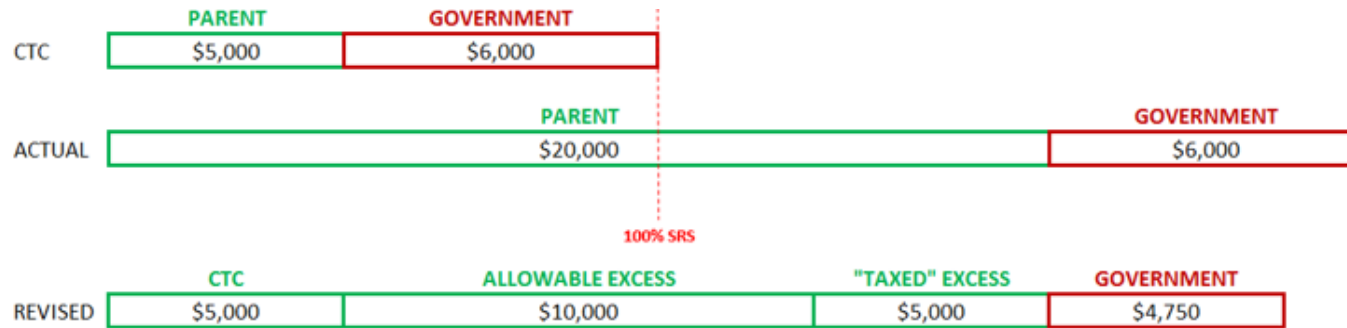 PARENT GOVERNMENT
CTC $5,000 $6,000
PARENT GOVERNMENT
ACTUAL $20,000 $6,000
100% SRS
CTC ALLOWABLE EXCESS "TAXED" EXCESS GOVERNMENT
REVISED $5,000 $10,000 $5,000 $4,750